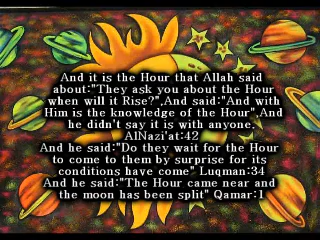 And it is the Hour that Allah said
about:"They ask you about the Hour
when will it Rise?",And said:"And with
Him is the knowledge of the Hour",And
he didn't say it is with anyone.
AlNazi'at:42
And he said:"Do they wait for the Hour
to come to them by surprise for its
conditions have come" Luqman:34
And he said:"The Hour came near and
the moon has been split" Qamar:1